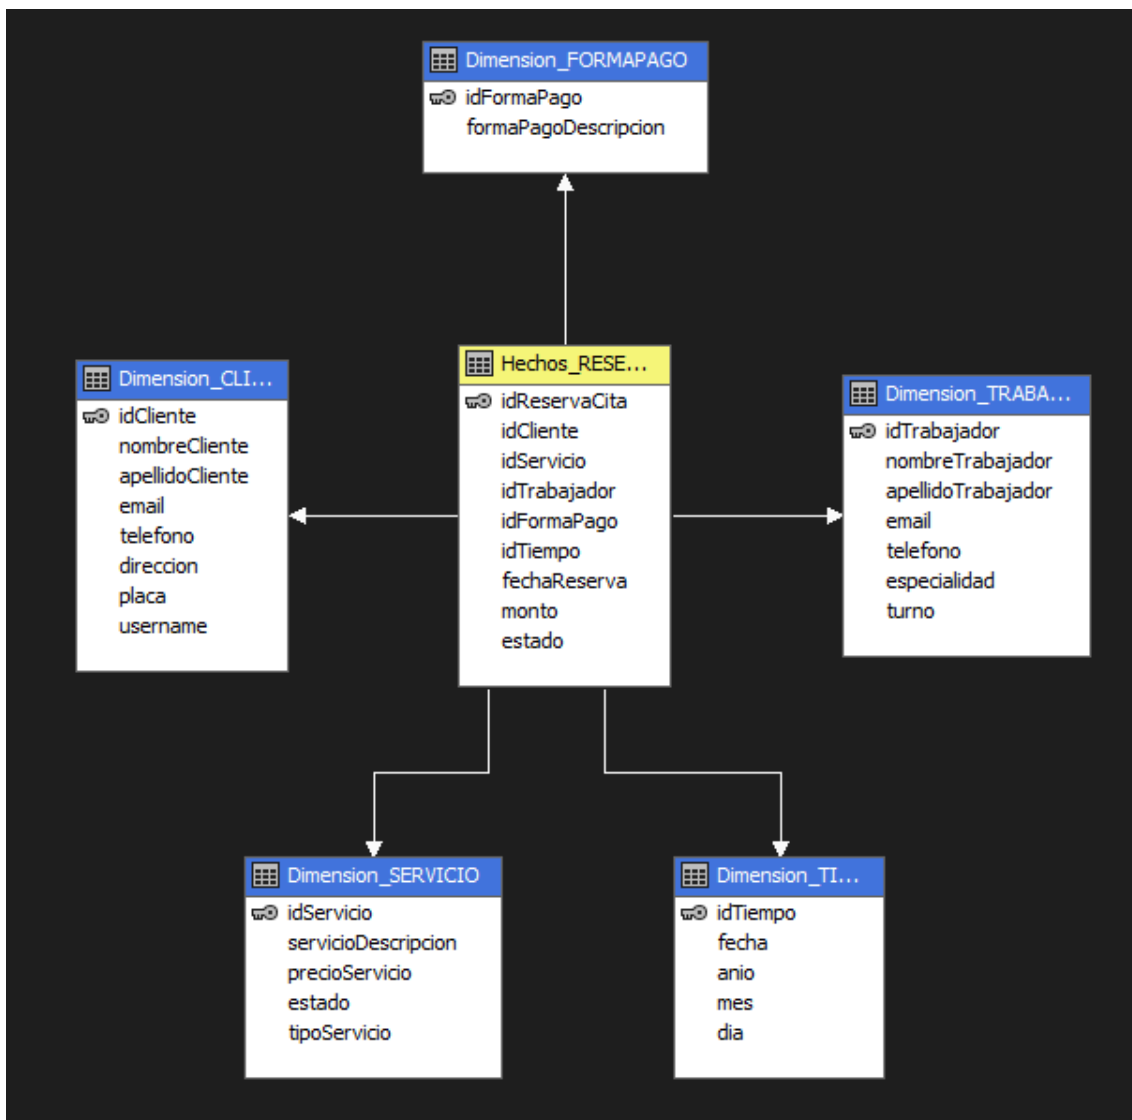 Dimension_FORMAPAGO
idFormaPago
formaPagoDescripcion
Dimension_CLI...
idCliente
nombreCliente
apellidoCliente
email
telefono
direccion
placa
username
Hechos_RESE...
idReservaCita
idCliente
idServicio
idTrabajador
idFormaPago
idTiempo
fechaReserva
monto
estado
Dimension_TRABA...
idTrabajador
nombreTrabajador
apellidoTrabajador
email
telefono
especialidad
turno
Dimension_SERVICIO
idServicio
servicioDescripcion
precioServicio
estado
tipoServicio
Dimension_TI...
idTiempo
fecha
anio
mes
dia